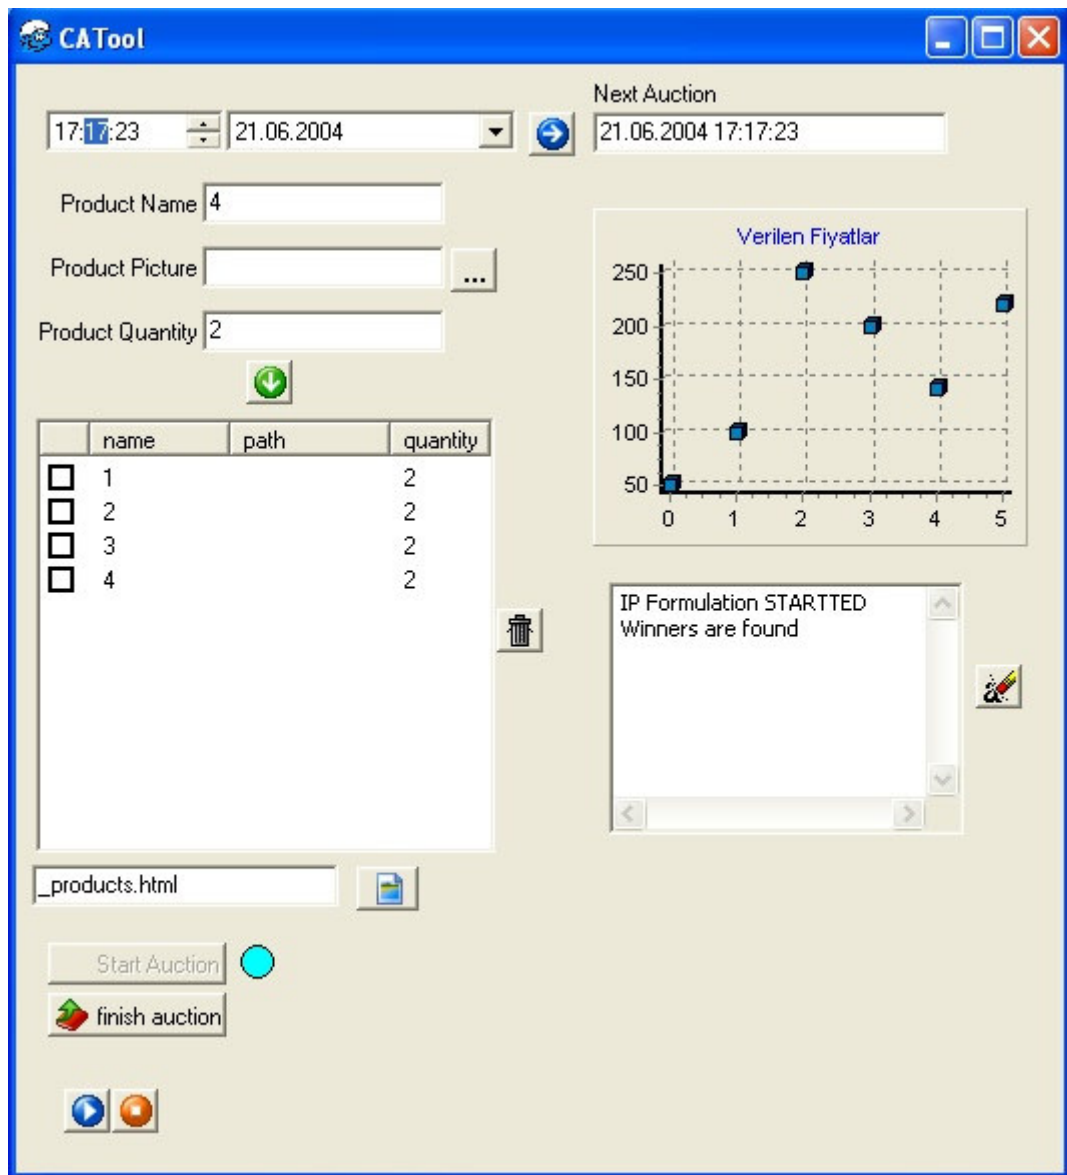 CATool
Next Auction
17:17:23 21.06.2004 21.06.2004 17:17:23
Product Name 4
Product Picture ...
Product Quantity 2
name path quantity
1 2
2 2
3 2
4 2
Verilen Fiyatlar
250
200
150
100
50
0 1 2 3 4 5
IP Formulation STARTTED
Winners are found
_products.html
Start Auction
finish auction